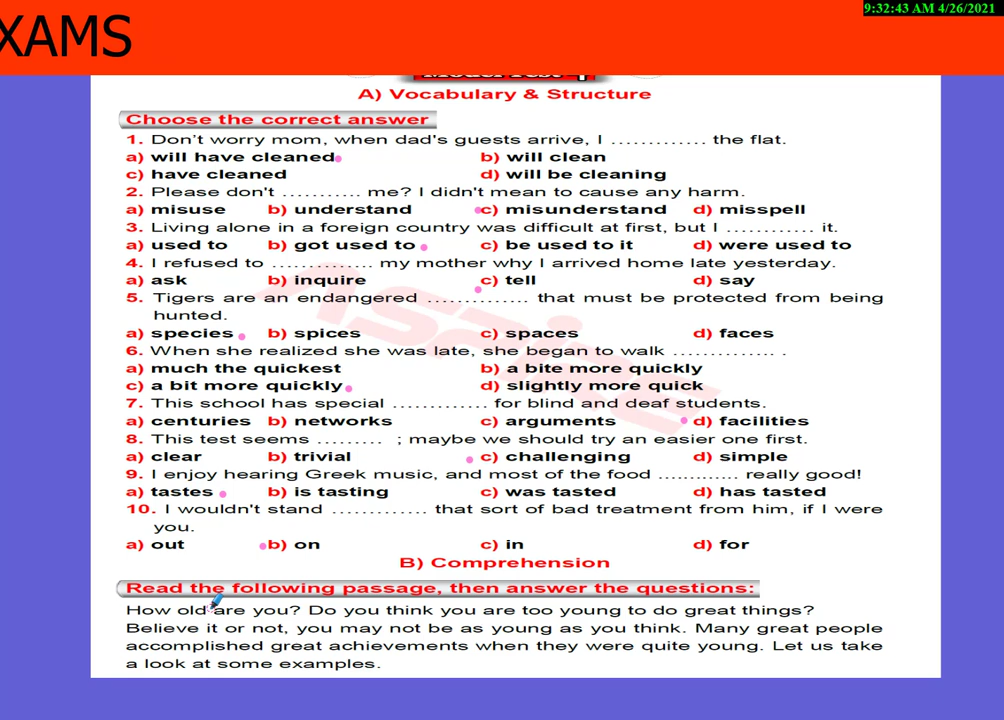 9:32:43 AM 4/26/2021
XAMS
Model Test 1
A) Vocabulary & Structure
Choose the correct answer
1. Don't worry mom, when dad's guests arrive, I ............. the flat.
a) will have cleaned b) will clean
c) have cleaned d) will be cleaning
2. Please don't ........... me? I didn't mean to cause any harm.
a) misuse b) understand c) misunderstand d) misspell
3. Living alone in a foreign country was difficult at first, but I ............ it.
a) used to b) got used to c) be used to it d) were used to
4. I refused to .............. my mother why I arrived home late yesterday.
a) ask b) inquire c) tell d) say
5. Tigers are an endangered .............. that must be protected from being
hunted.
a) species b) spices c) spaces d) faces
6. When she realized she was late, she began to walk .............. .
a) much the quickest b) a bite more quickly
c) a bit more quickly d) slightly more quick
7. This school has special ............. for blind and deaf students.
a) centuries b) networks c) arguments d) facilities
8. This test seems ......... ; maybe we should try an easier one first.
a) clear b) trivial c) challenging d) simple
9. I enjoy hearing Greek music, and most of the food ............ really good!
a) tastes b) is tasting c) was tasted d) has tasted
10. I wouldn't stand ............. that sort of bad treatment from him, if I were
you.
a) out b) on c) in d) for
B) Comprehension
Read the following passage, then answer the questions:
How old are you? Do you think you are too young to do great things?
Believe it or not, you may not be as young as you think. Many great people
accomplished great achievements when they were quite young. Let us take
a look at some examples.
ASPIRE